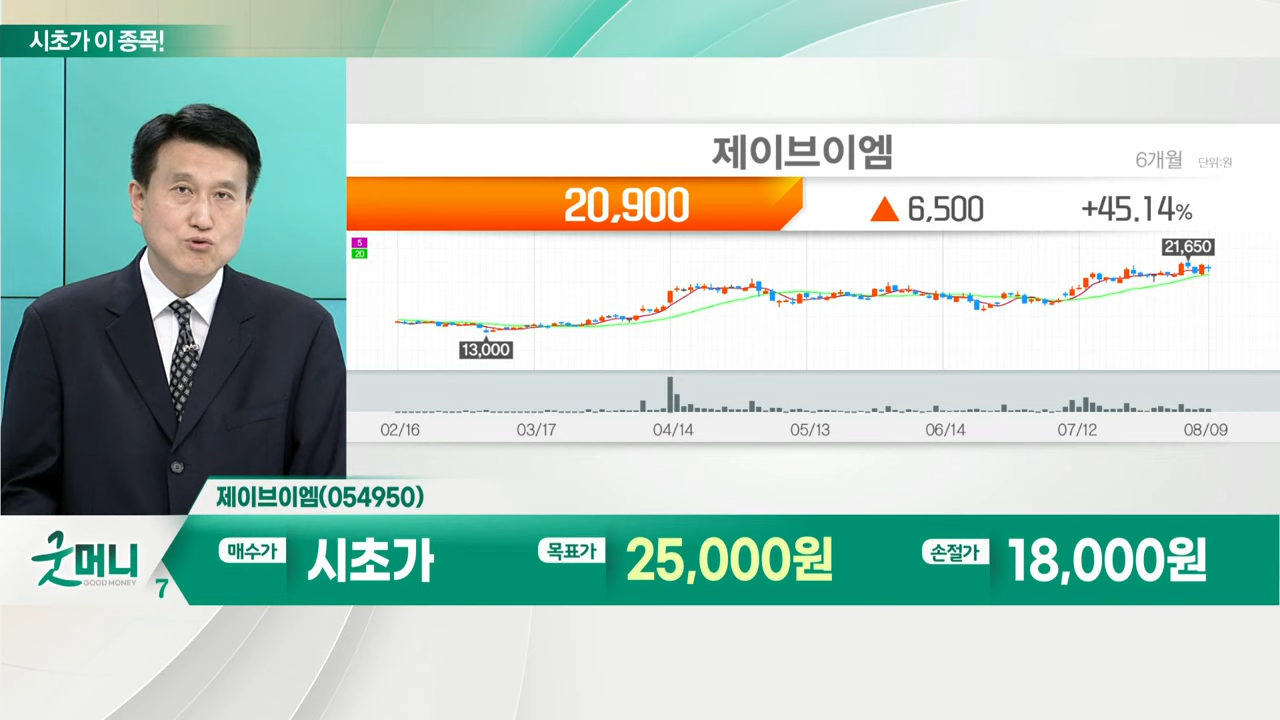 시초가 이 종목!
제이브이엠
6개월 단위:원
20,900 ▲ 6,500 +45.14%
5
20
21,650
13,000
02/16 03/17 04/14 05/13 06/14 07/12 08/09
제이브이엠(054950)
굿머니
GOOD MONEY
7
매수가 시초가 목표가 25,000원 손절가 18,000원